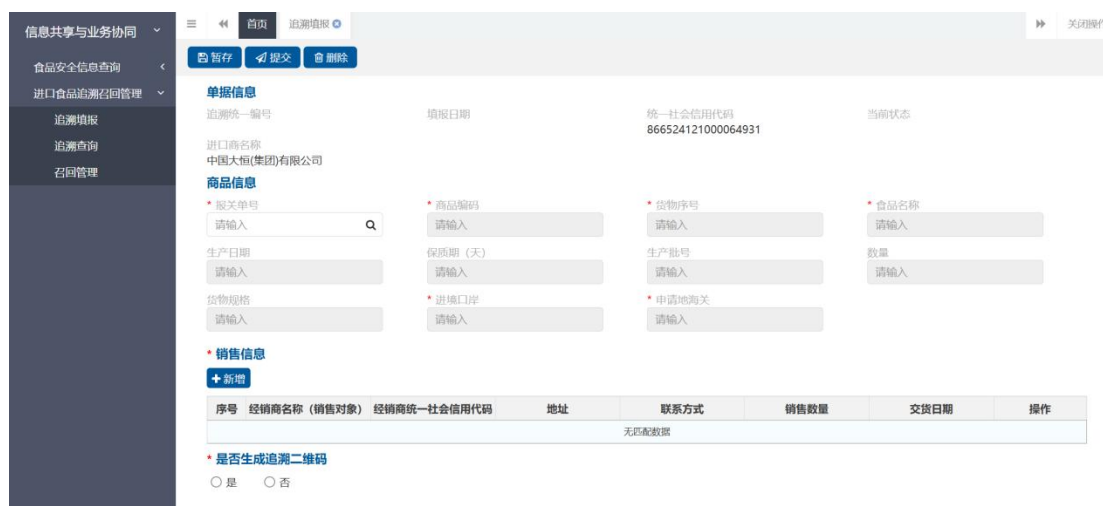 信息共享与业务协同
食品安全信息查询
进口食品追溯召回管理
追溯填报
追溯查询
召回管理
首页 追溯填报 关闭操作
暂存 提交 删除
单据信息
追溯统一编号 填报日期 统一社会信用代码 当前状态
866524121000064931
进口商名称
中国大恒(集团)有限公司
商品信息
* 报关单号 * 商品编码 * 货物序号 * 食品名称
请输入 请输入 请输入 请输入
生产日期 保质期（天） 生产批号 数量
请输入 请输入 请输入 请输入
货物规格 * 进境口岸 * 申请地海关
请输入 请输入 请输入
* 销售信息
+ 新增
序号 经销商名称（销售对象） 经销商统一社会信用代码 地址 联系方式 销售数量 交货日期 操作
无匹配数据
* 是否生成追溯二维码
是 否